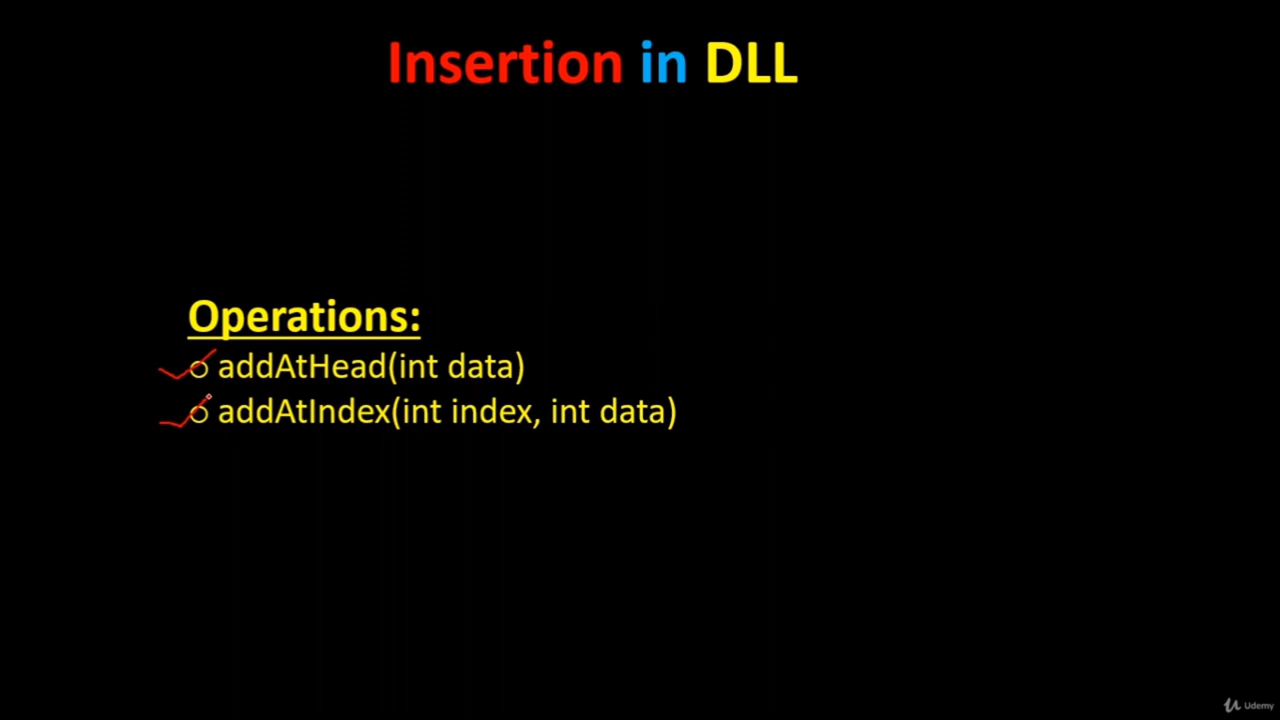 Insertion in DLL
Operations:
addAtHead(int data)
addAtIndex(int index, int data)
Udemy